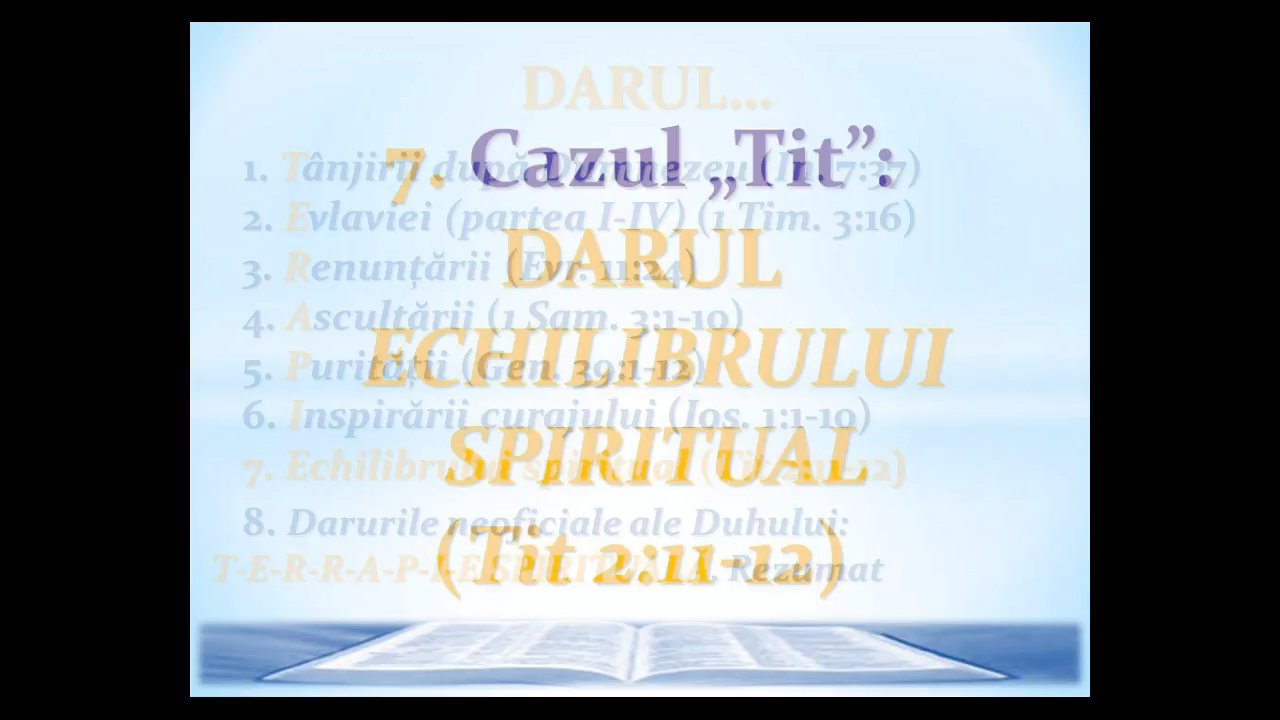 DARUL...
1. Tânjirii după Dumnezeu (In. 7:37)
2. Evlaviei (partea I-IV) (1 Tim. 3:16)
3. Renunțării (Evr. 11:24)
4. Ascultării (1 Sam. 3:1-10)
5. Purității (Gen. 39:1-12)
6. Inspirării curajului (Ios. 1:1-10)
7. Echilibrului spiritual (Tit 2:11-12)
8. Darurile neoficiale ale Duhului:
Rezumat
7. Cazul „Tit”:
DARUL
ECHILIBRULUI
SPIRITUAL
(Tit 2:11-12)